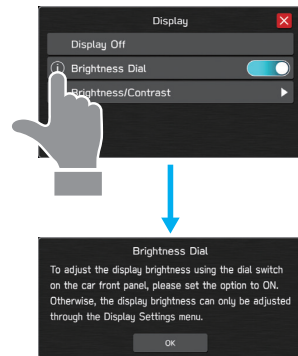 Display
Display Off
Brightness Dial
Brightness/Contrast
Brightness Dial
To adjust the display brightness using the dial switch
on the car front panel, please set the option to ON.
Otherwise, the display brightness can only be adjusted
through the Display Settings menu.
OK